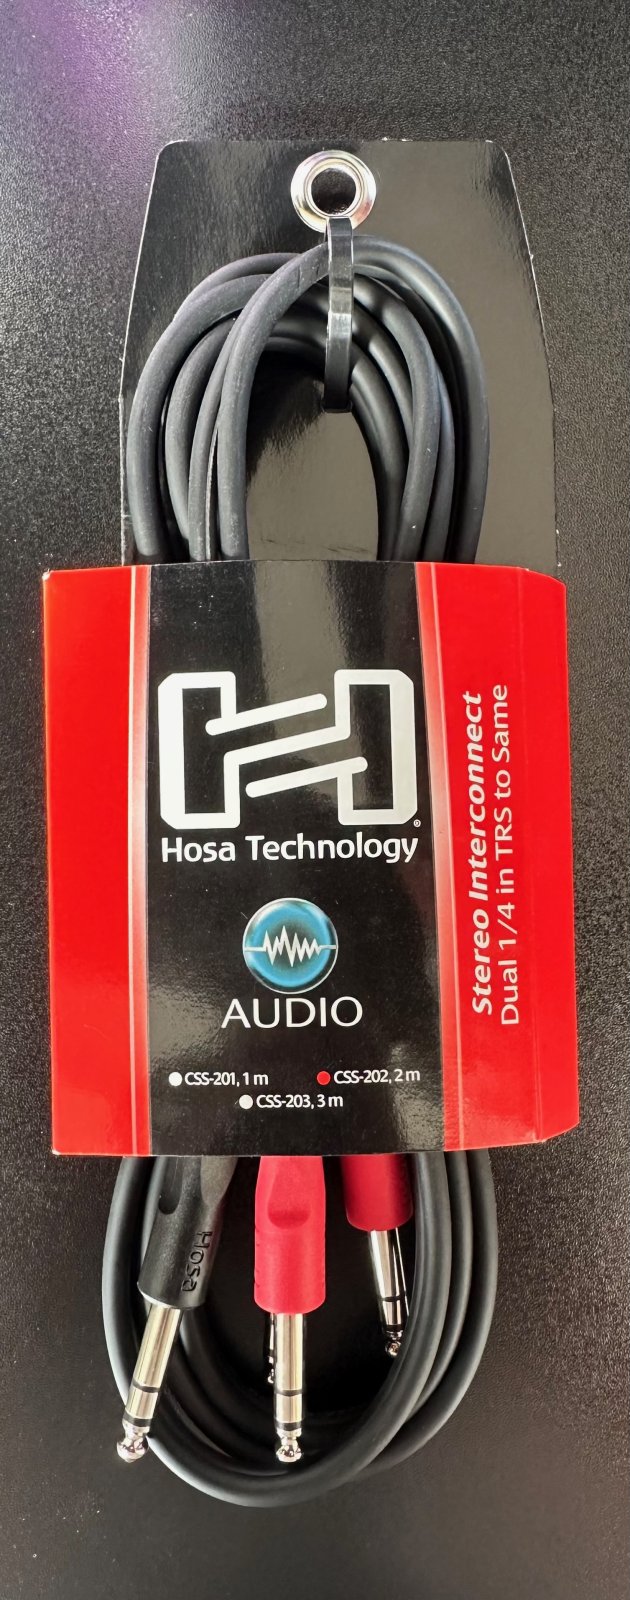 Hosa Technology
®
AUDIO
CSS-201, 1 m
CSS-202, 2 m
CSS-203, 3 m
Stereo Interconnect
Dual 1/4 in TRS to Same
Hosa